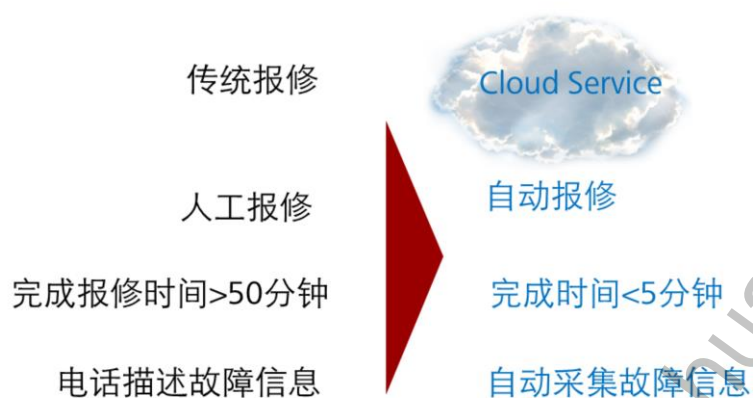 传统报修
Cloud Service
人工报修
自动报修
完成报修时间>50分钟
完成时间<5分钟
电话描述故障信息
自动采集故障信息